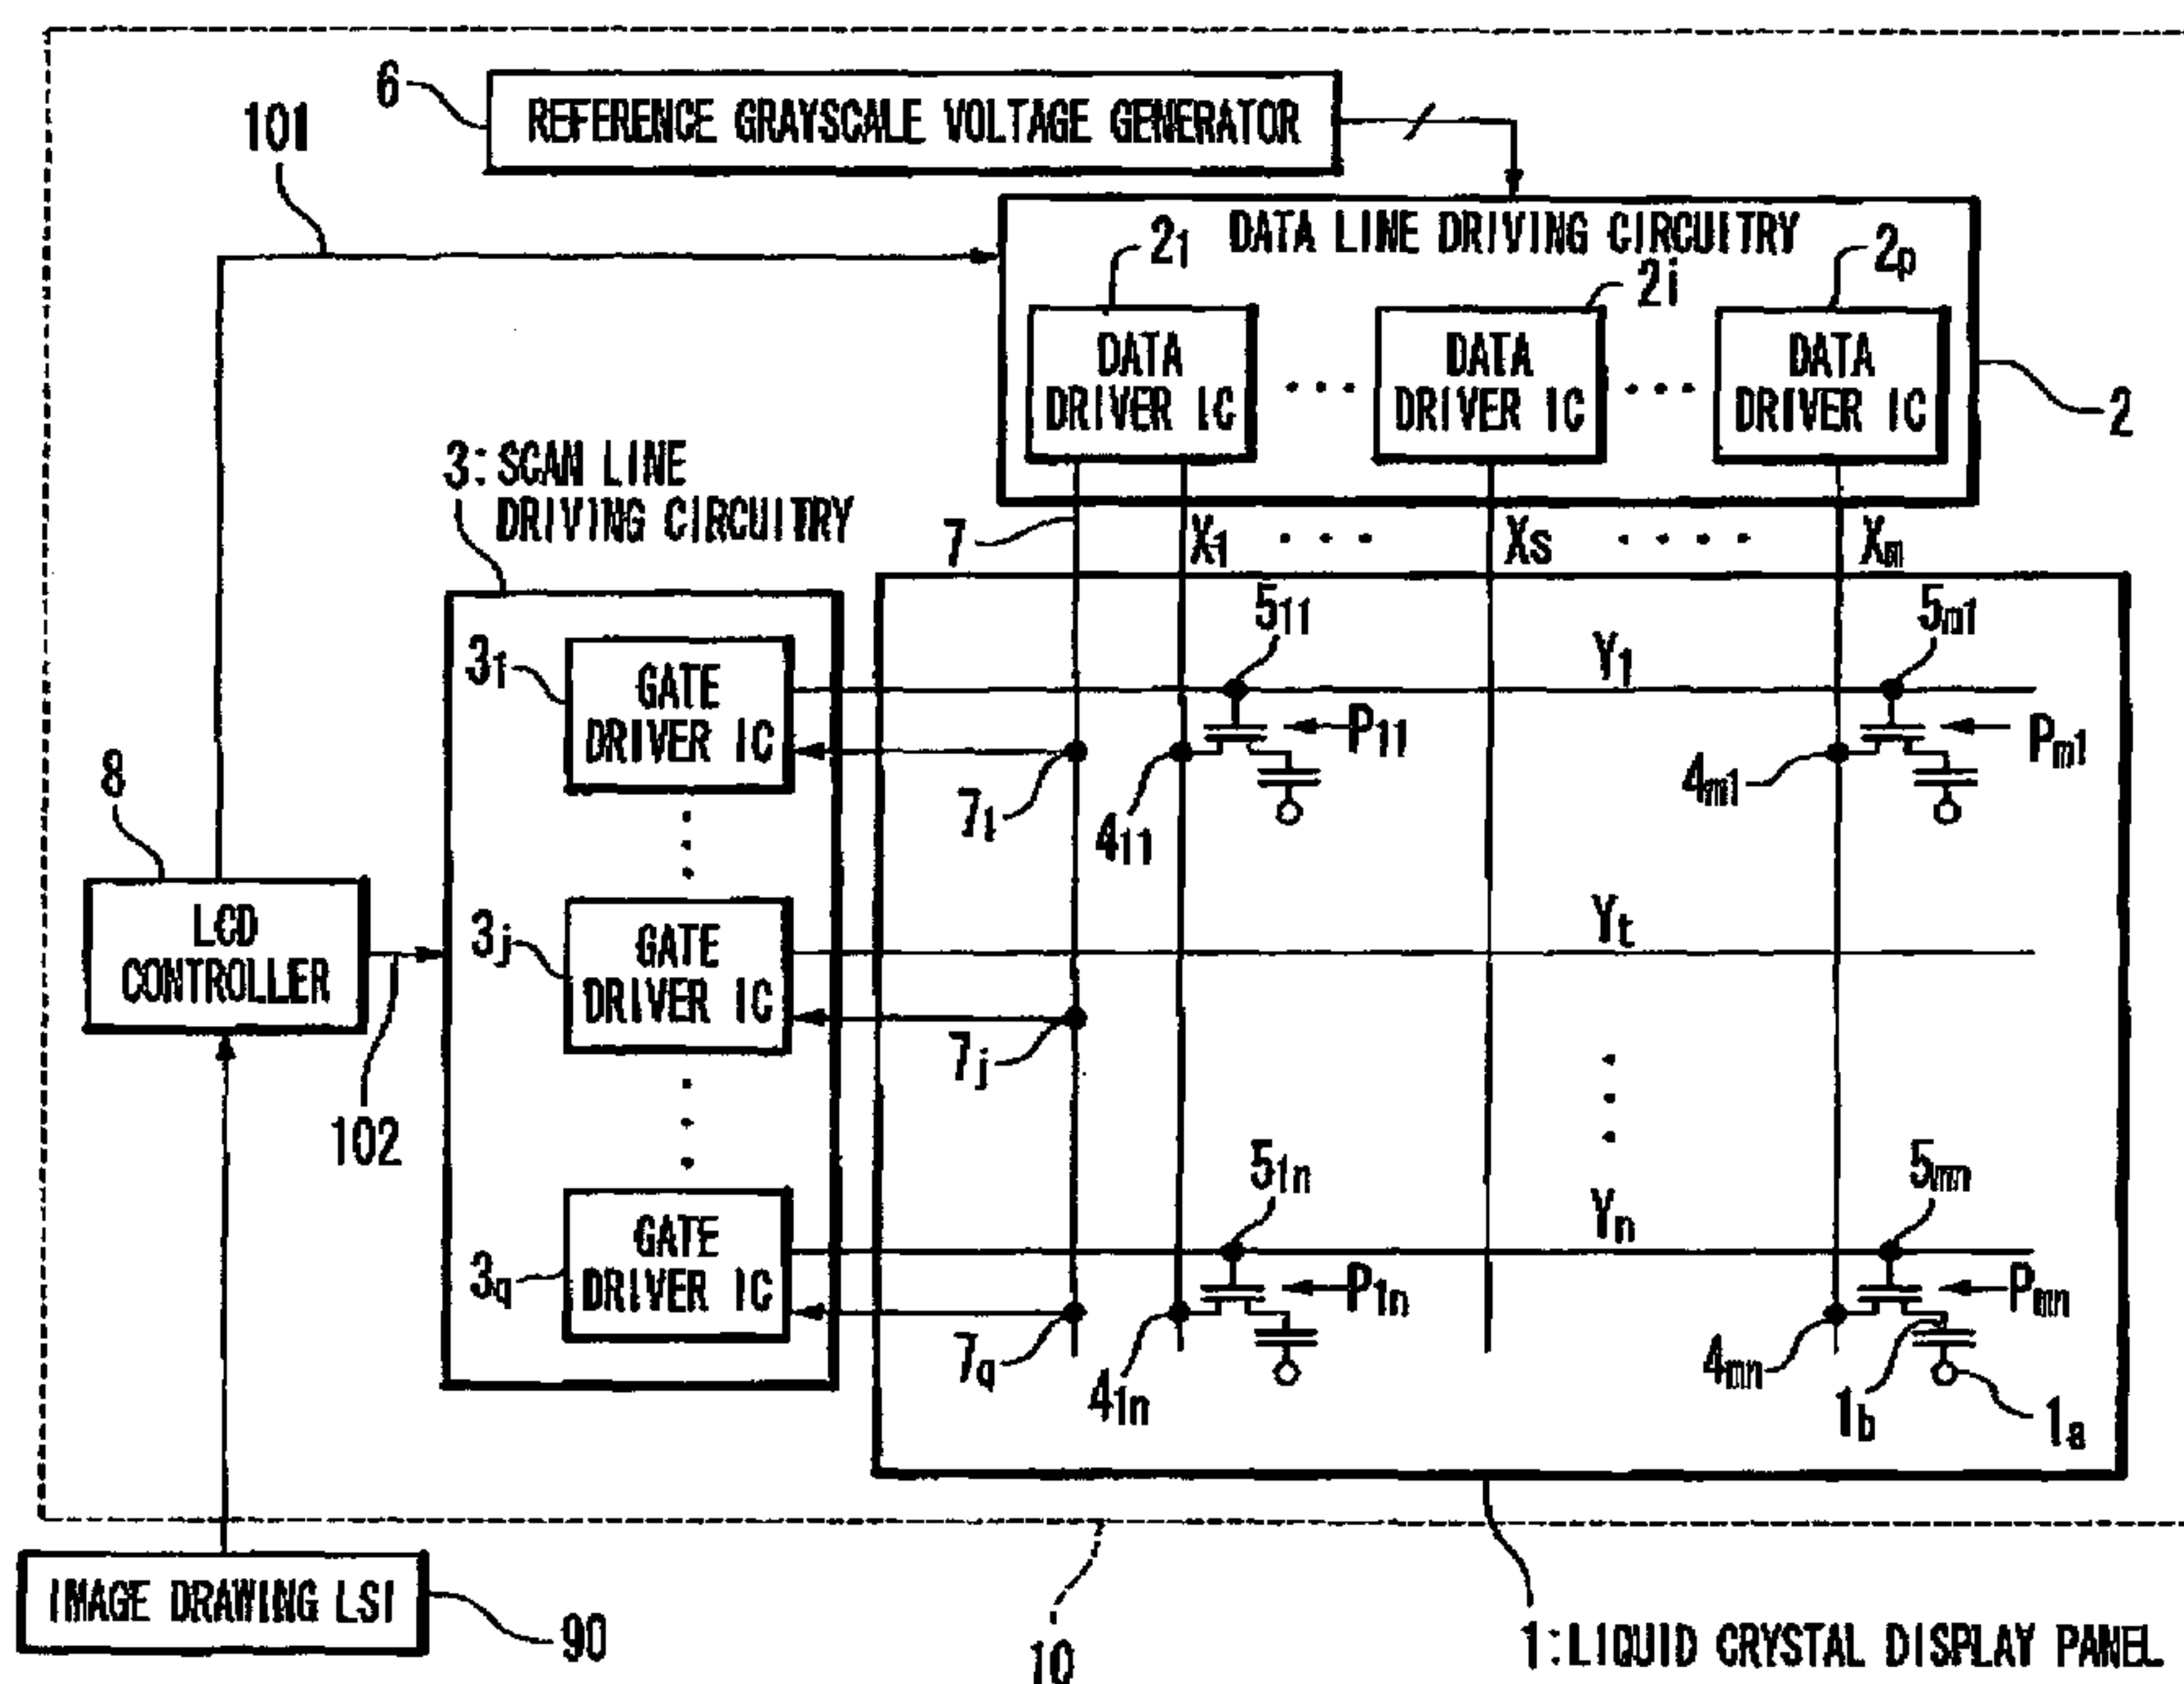 6
REFERENCE GRAYSCALE VOLTAGE GENERATOR
101
DATA LINE DRIVING CIRCUITRY
21
2i
2p
DATA
DRIVER IC
DATA
DRIVER IC
DATA
DRIVER IC
2
3: SCAN LINE
DRIVING CIRCUITRY
7
X1
Xs
Xm
511
5m1
Y1
31
GATE
DRIVER IC
P11
Pm1
71
411
4m1
8
LCD
CONTROLLER
3j
GATE
DRIVER IC
Yt
7j
102
51n
5mn
Yn
3q
GATE
DRIVER IC
P1n
Pmn
7q
41n
4mn
1b
1a
IMAGE DRAWING LSI
90
10
1: LIQUID CRYSTAL DISPLAY PANEL